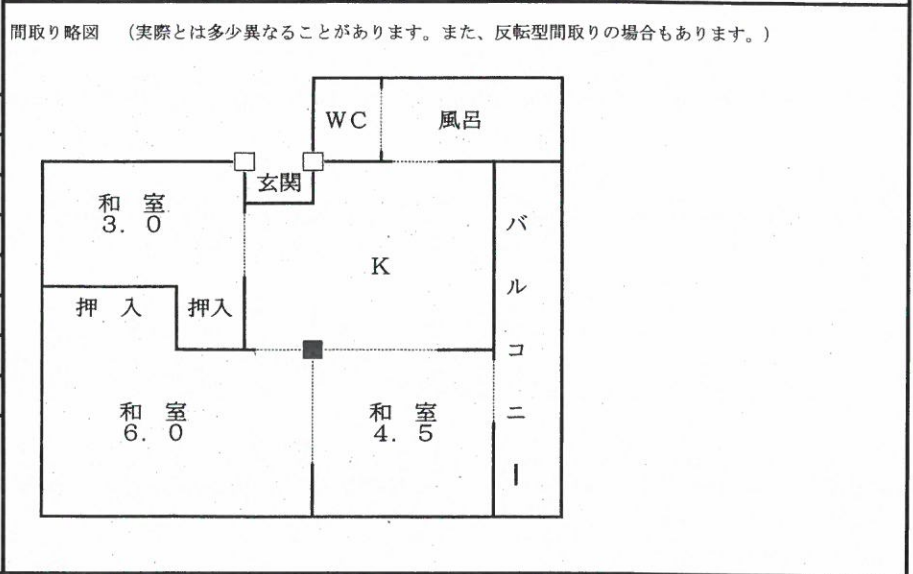 間取り略図　（実際とは多少異なることがあります。また、反転型間取りの場合もあります。）
ＷＣ
風呂
玄関
和　室
３．０
Ｋ
バルコニー
押　入
押入
和　室
６．０
和　室
４．５